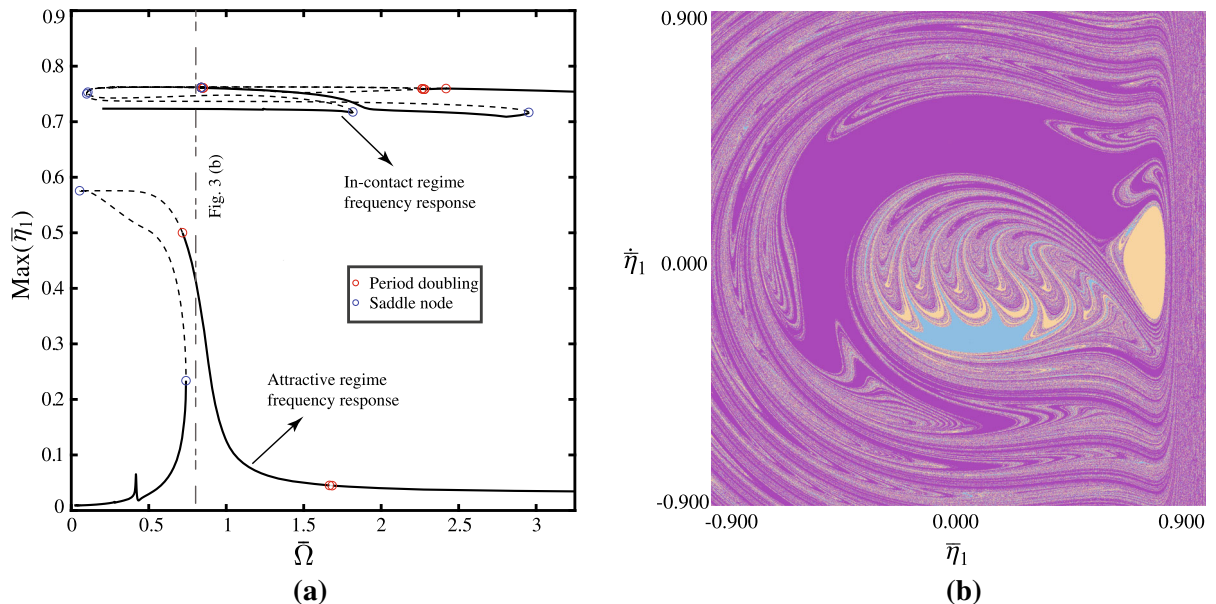 0.9
0.8
0.7
0.6
0.5
0.4
0.3
0.2
0.1
0
Max(η̅₁)
0
0.5
1
1.5
2
2.5
3
Ω̅
Fig. 3 (b)
In-contact regime
frequency response
Period doubling
Saddle node
Attractive regime
frequency response
(a)
0.900
0.000
-0.900
η̅̇₁
-0.900
0.000
0.900
η̅₁
(b)